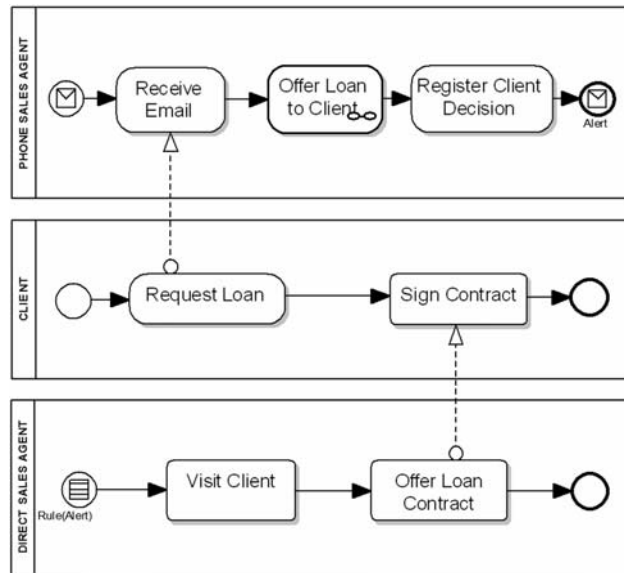 PHONE SALES AGENT
Receive
Email
Offer Loan
to Client
Register Client
Decision
Alert
CLIENT
Request Loan
Sign Contract
DIRECT SALES AGENT
Rule(Alert)
Visit Client
Offer Loan
Contract